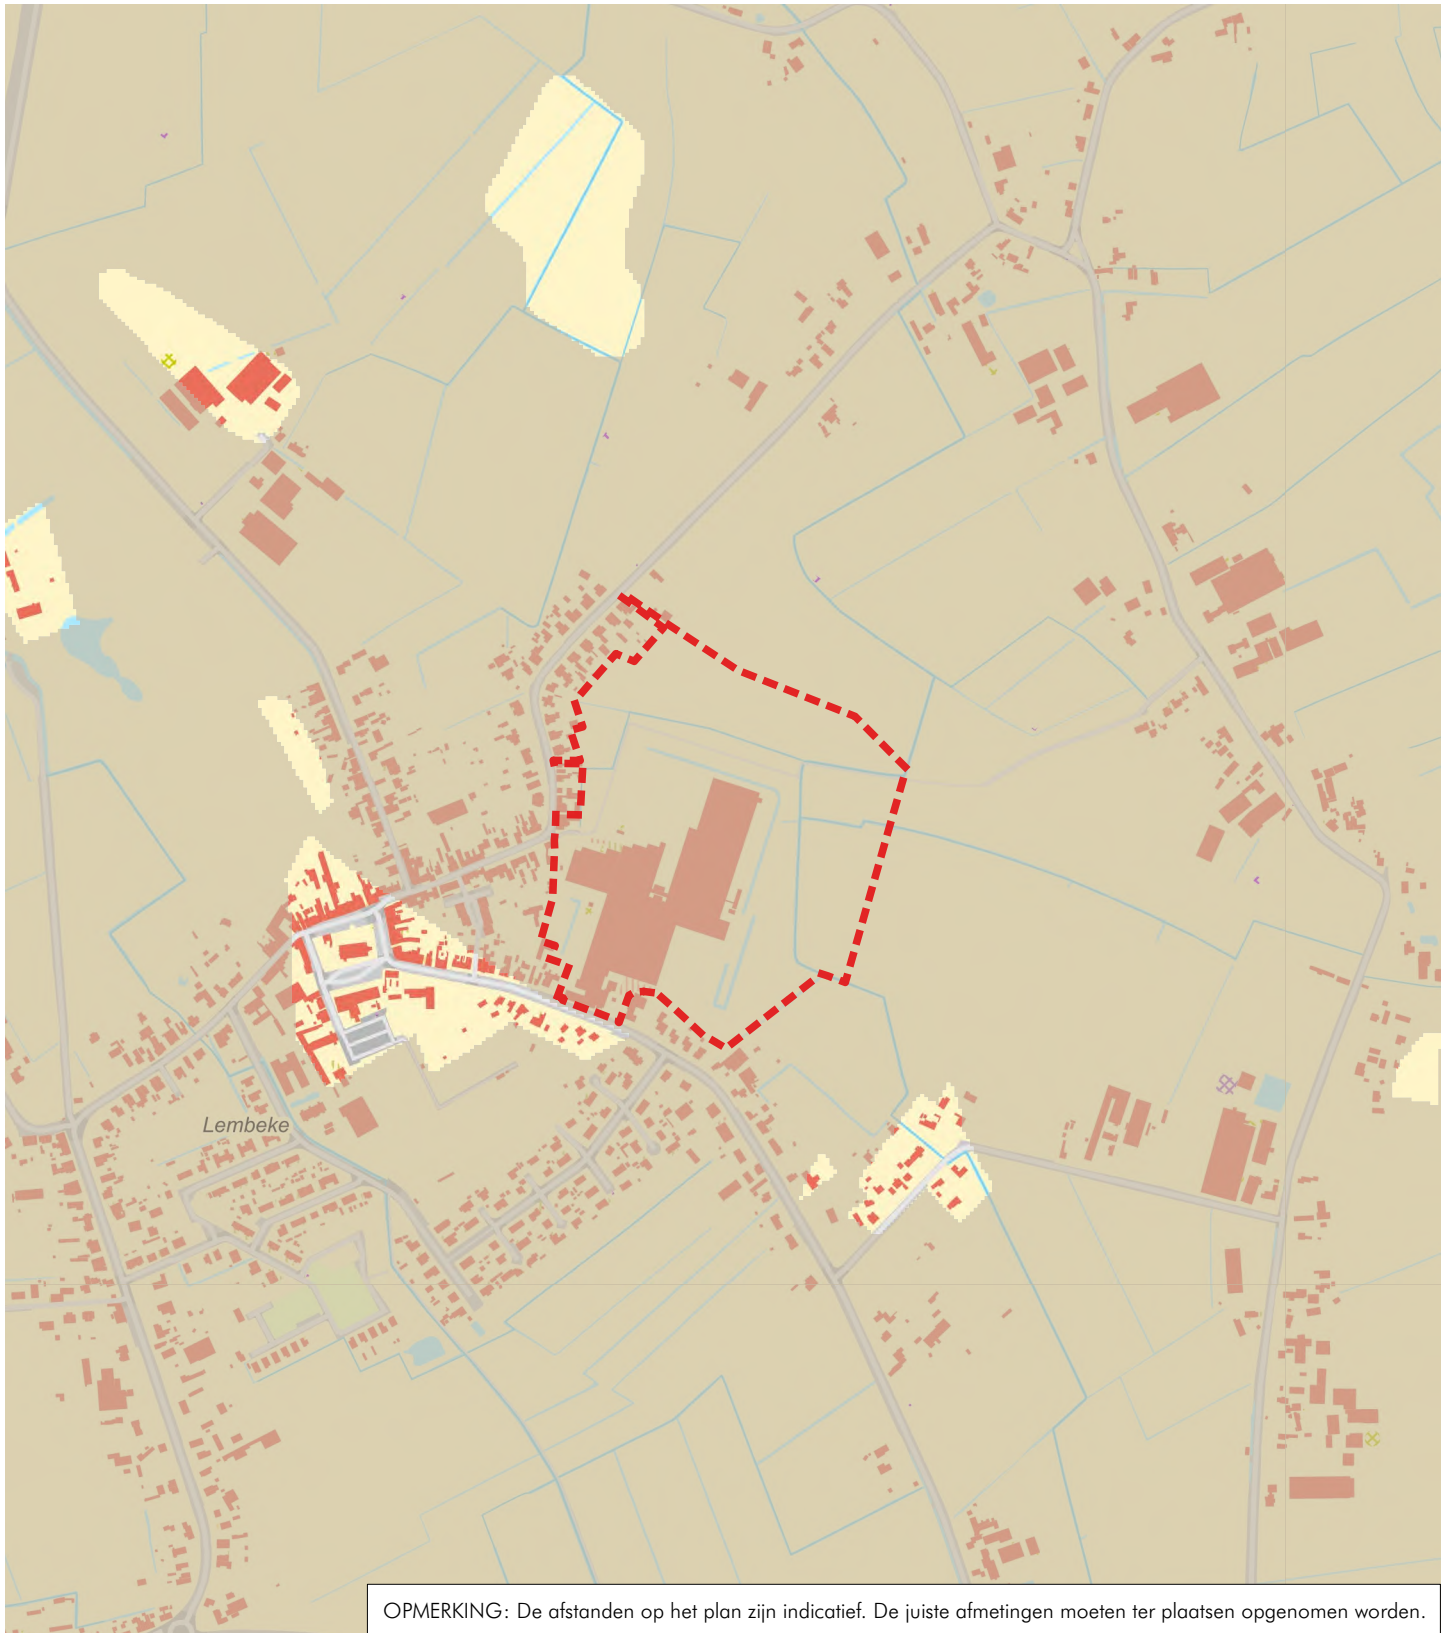 Lembeke
OPMERKING: De afstanden op het plan zijn indicatief. De juiste afmetingen moeten ter plaatsen opgenomen worden.